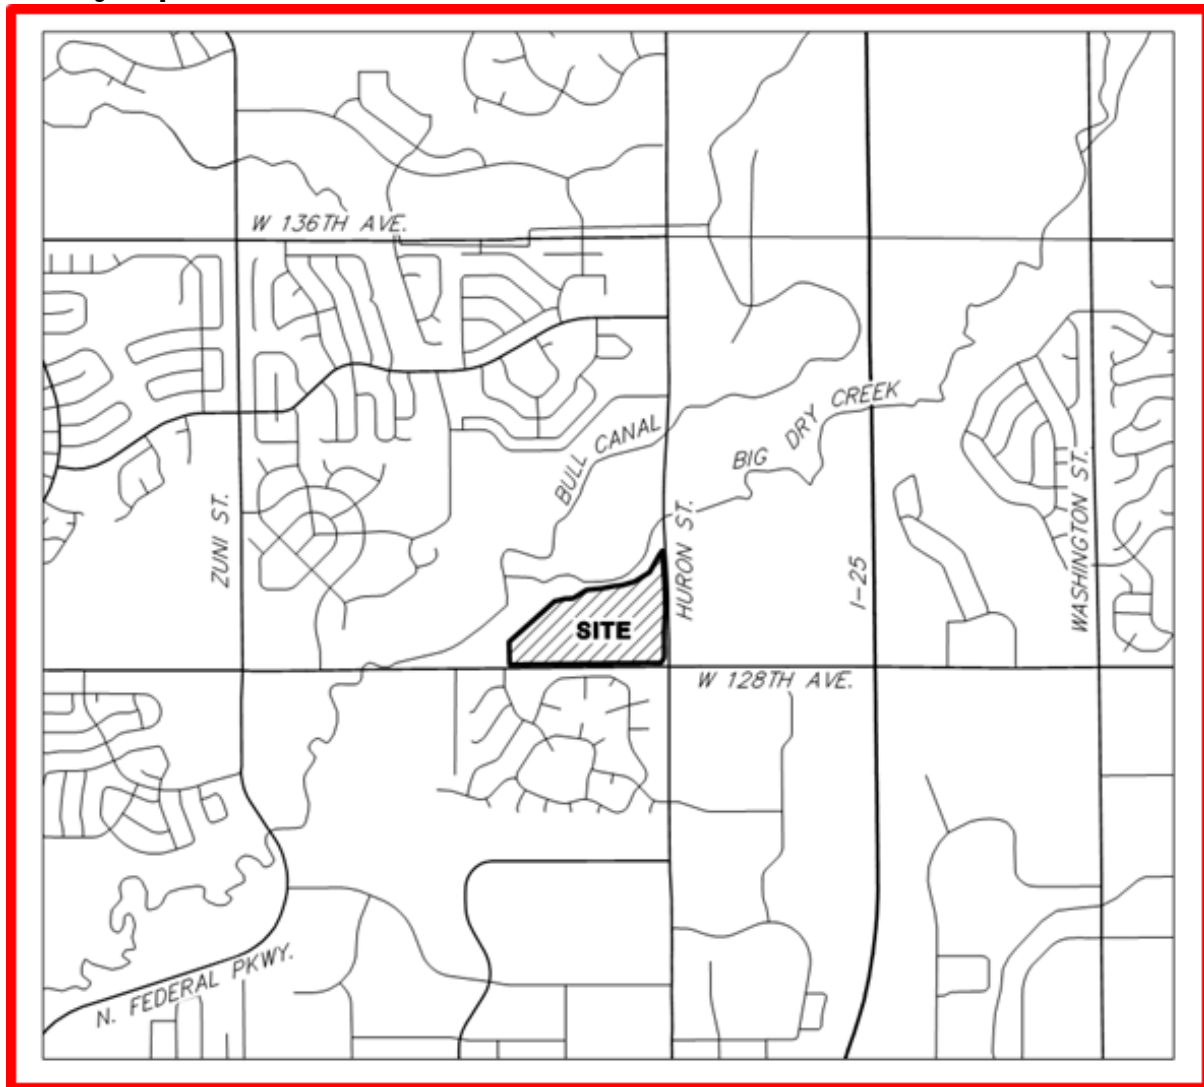 W 136TH AVE.
BIG DRY CREEK
BULL CANAL
ZUNI ST.
HURON ST.
I-25
WASHINGTON ST.
SITE
W 128TH AVE.
N. FEDERAL PKWY.